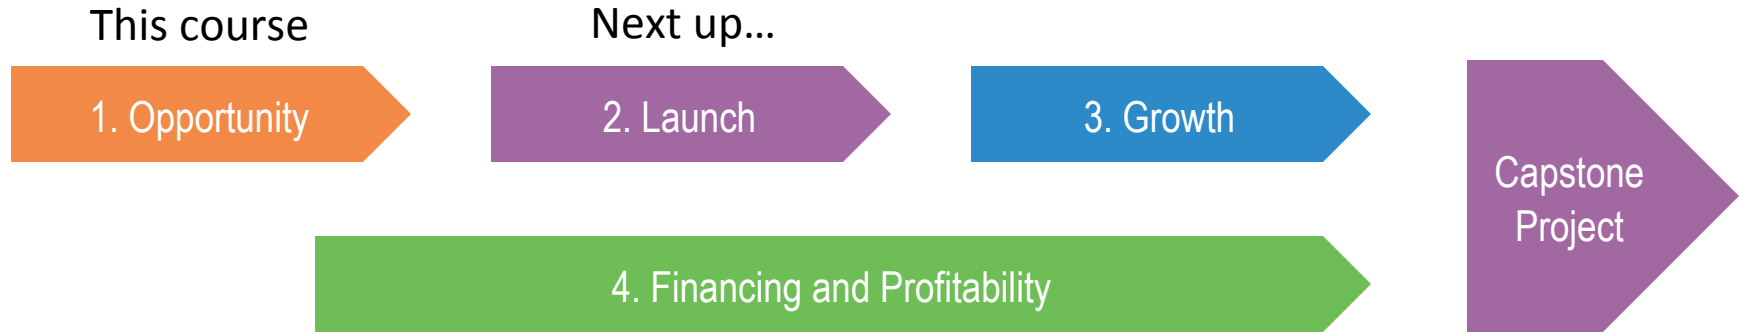 This course
Next up…
1. Opportunity
2. Launch
3. Growth
Capstone
Project
4. Financing and Profitability